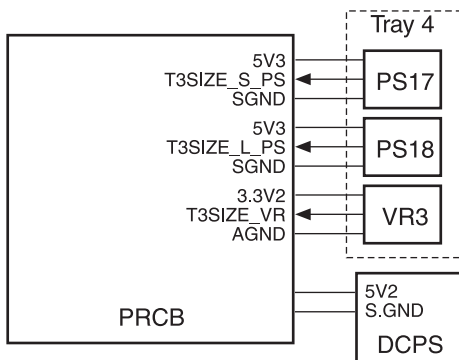 Tray 4
5V3
T3SIZE_S_PS
SGND
PS17
5V3
T3SIZE_L_PS
SGND
PS18
3.3V2
T3SIZE_VR
AGND
VR3
PRCB
5V2
S.GND
DCPS